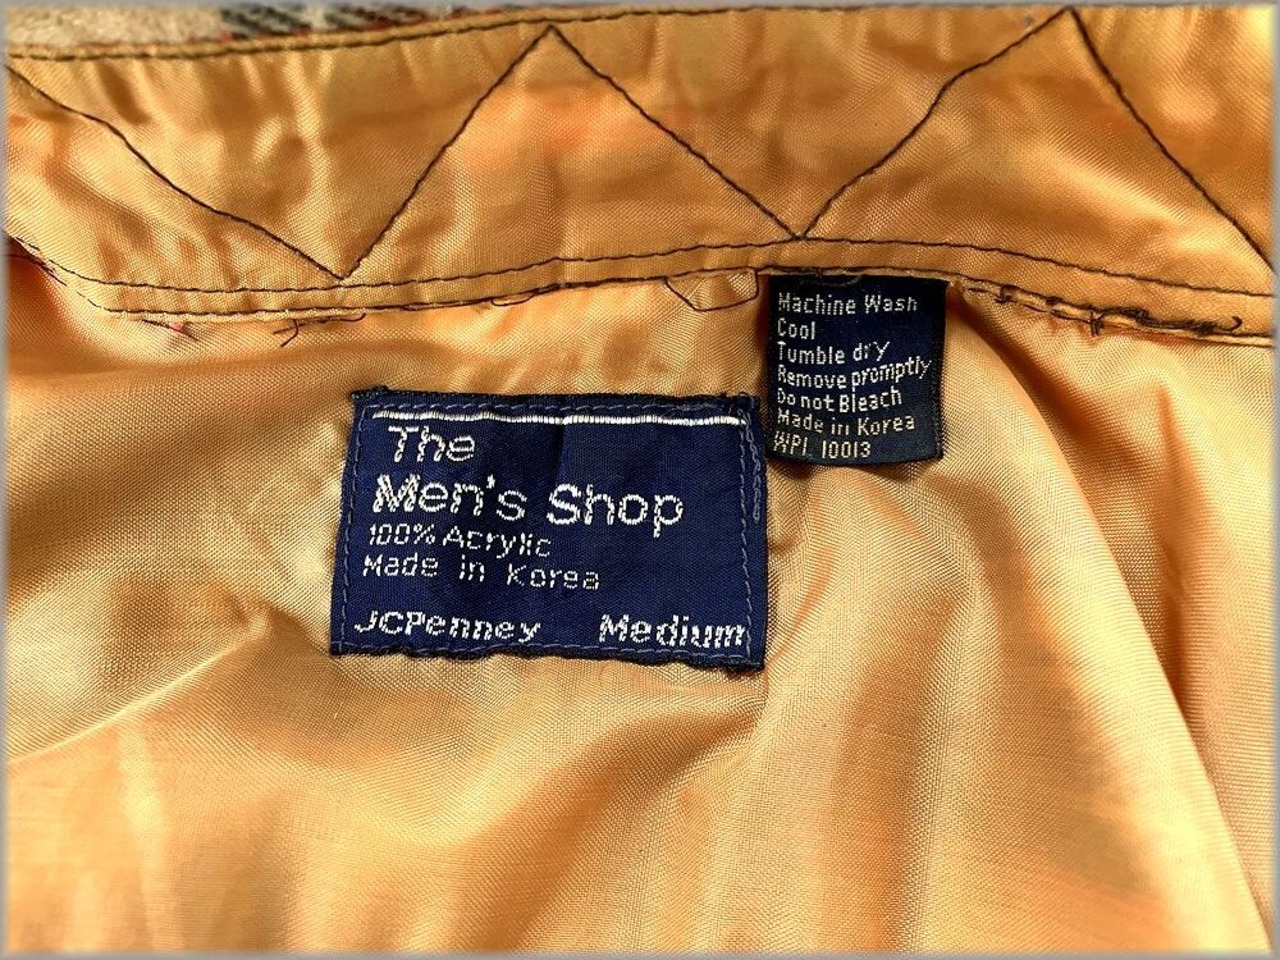 The
Men's Shop
100% Acrylic
Made in Korea
JCPenney Medium
Machine Wash
Cool
Tumble dry
Remove promptly
Do not Bleach
Made in Korea
WPL 10013